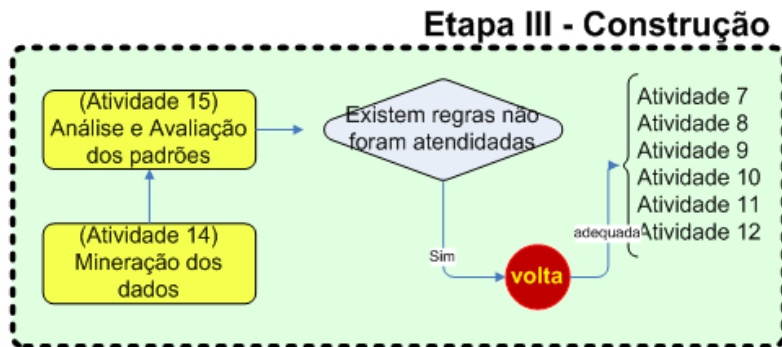 Etapa III - Construção
(Atividade 15)
Análise e Avaliação
dos padrões
Existem regras não
foram atendidadas
Atividade 7
Atividade 8
Atividade 9
Atividade 10
Atividade 11
Atividade 12
(Atividade 14)
Mineração dos
dados
Sim
volta
adequada